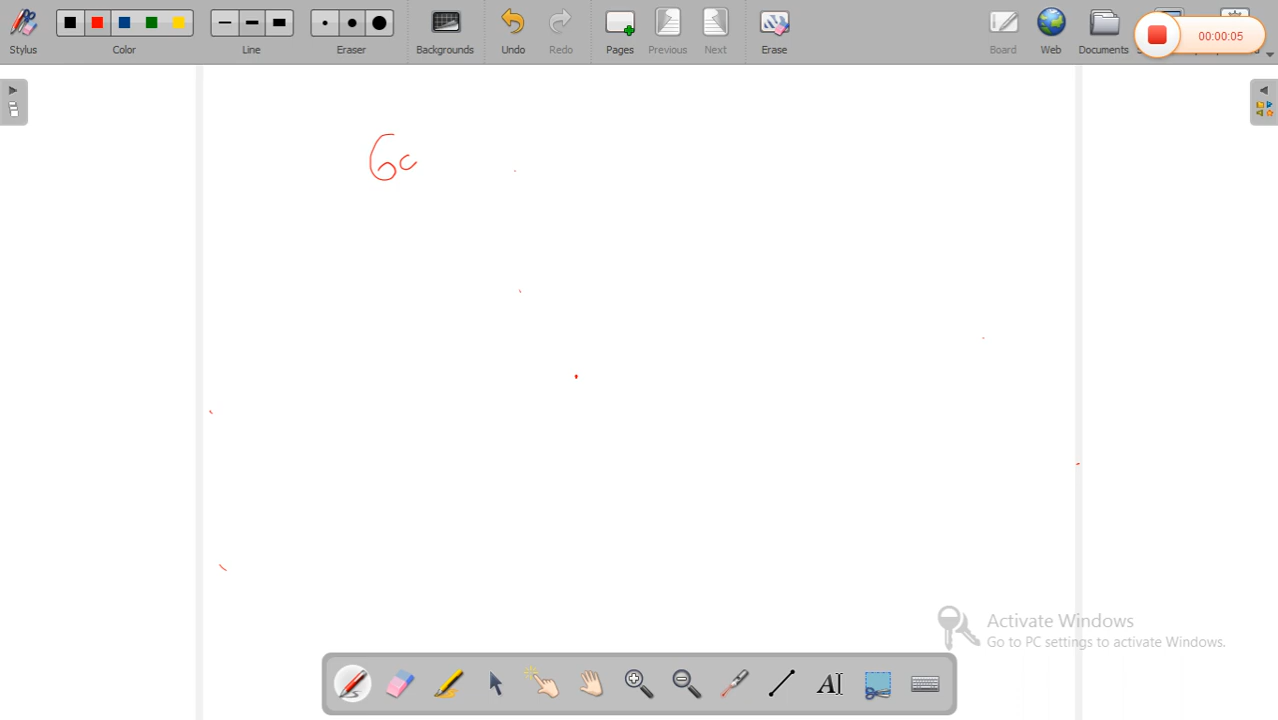 Stylus
Color
Line
Eraser
Backgrounds
Undo
Redo
Pages
Previous
Next
Erase
Board
Web
Documents
00:00:05
6c
Activate Windows
Go to PC settings to activate Windows.